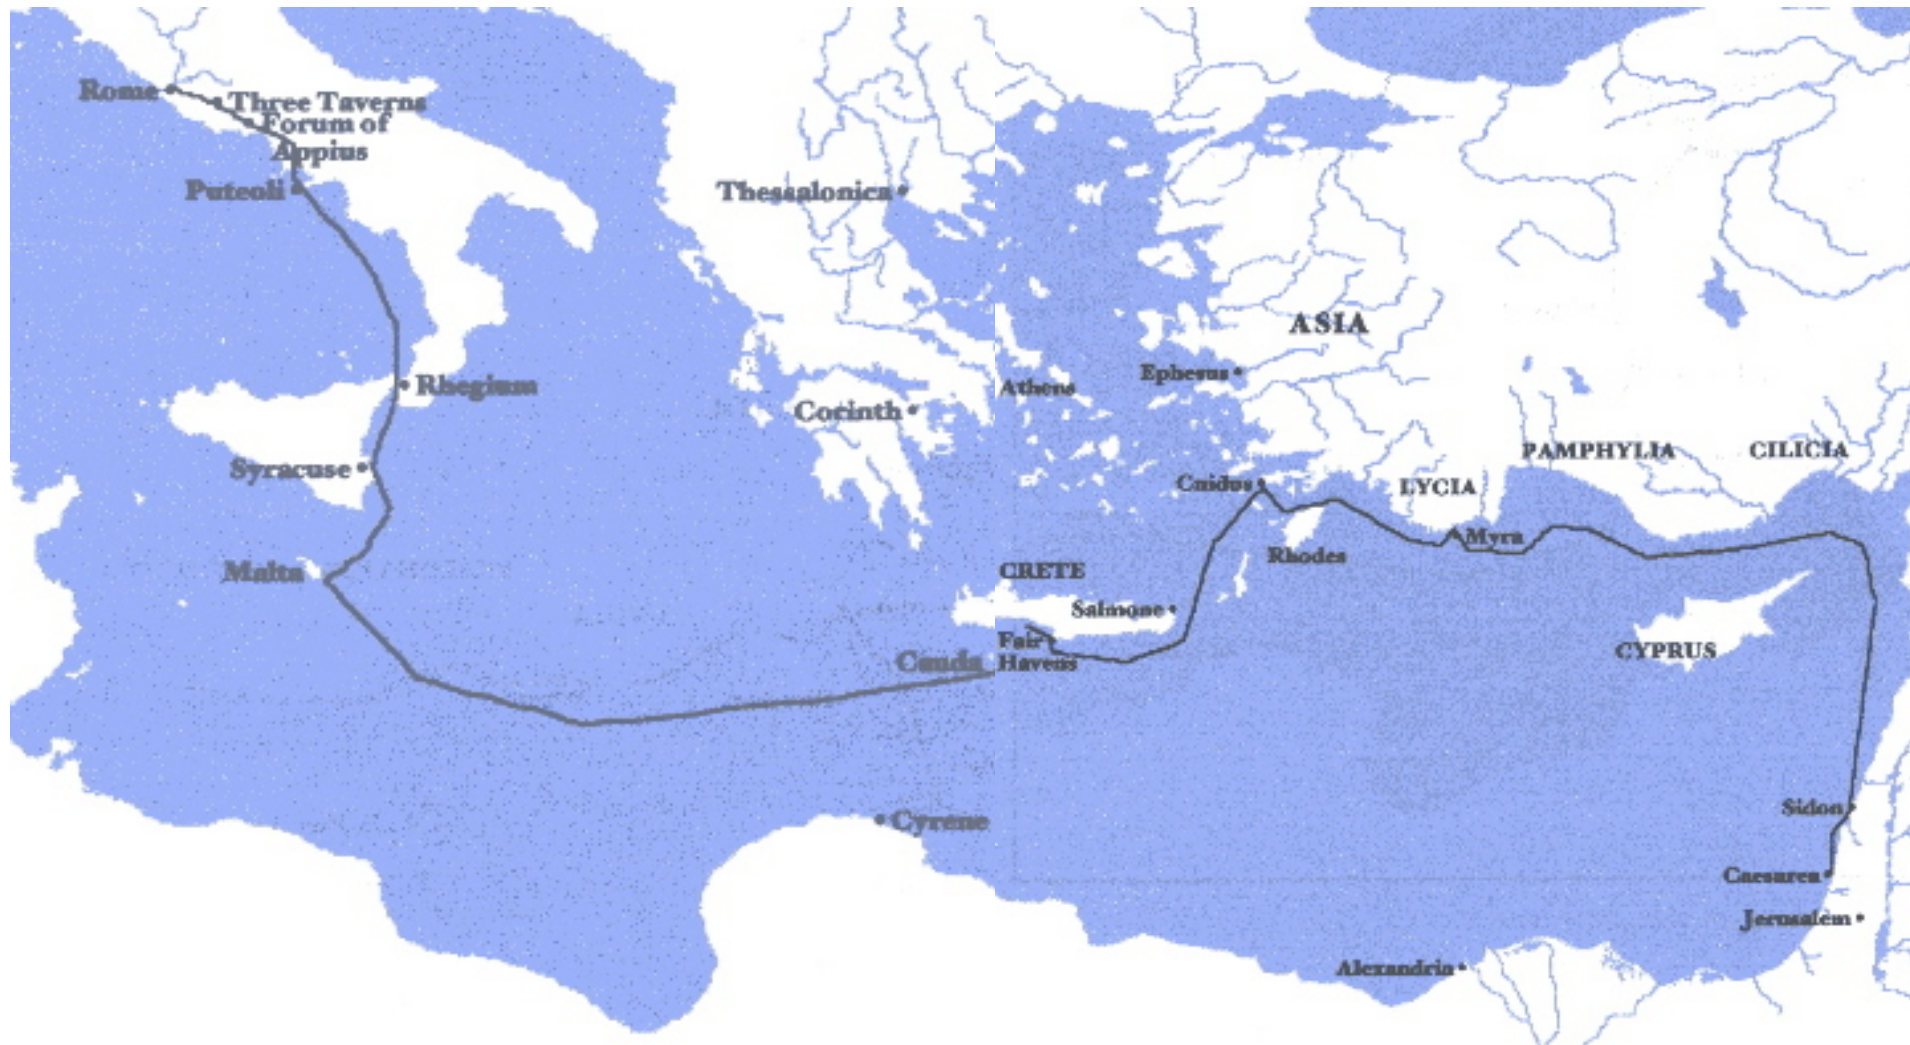 Rome
Three Taverns
Forum of
Appius
Puteoli
Thessalonica
ASIA
Rhegium
Athens
Ephesus
Corinth
Syracuse
PAMPHYLIA
CILICIA
Cnidus
LYCIA
Myra
Rhodes
Malta
CRETE
Salmone
Fair
Havens
Cauda
CYPRUS
Cyrene
Sidon
Caesarea
Jerusalem
Alexandria